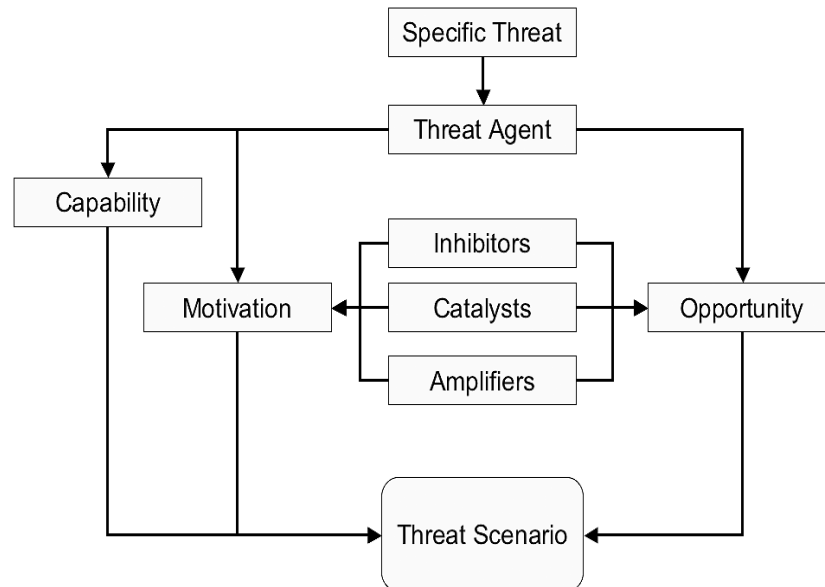 Specific Threat
Threat Agent
Capability
Inhibitors
Motivation
Catalysts
Opportunity
Amplifiers
Threat Scenario